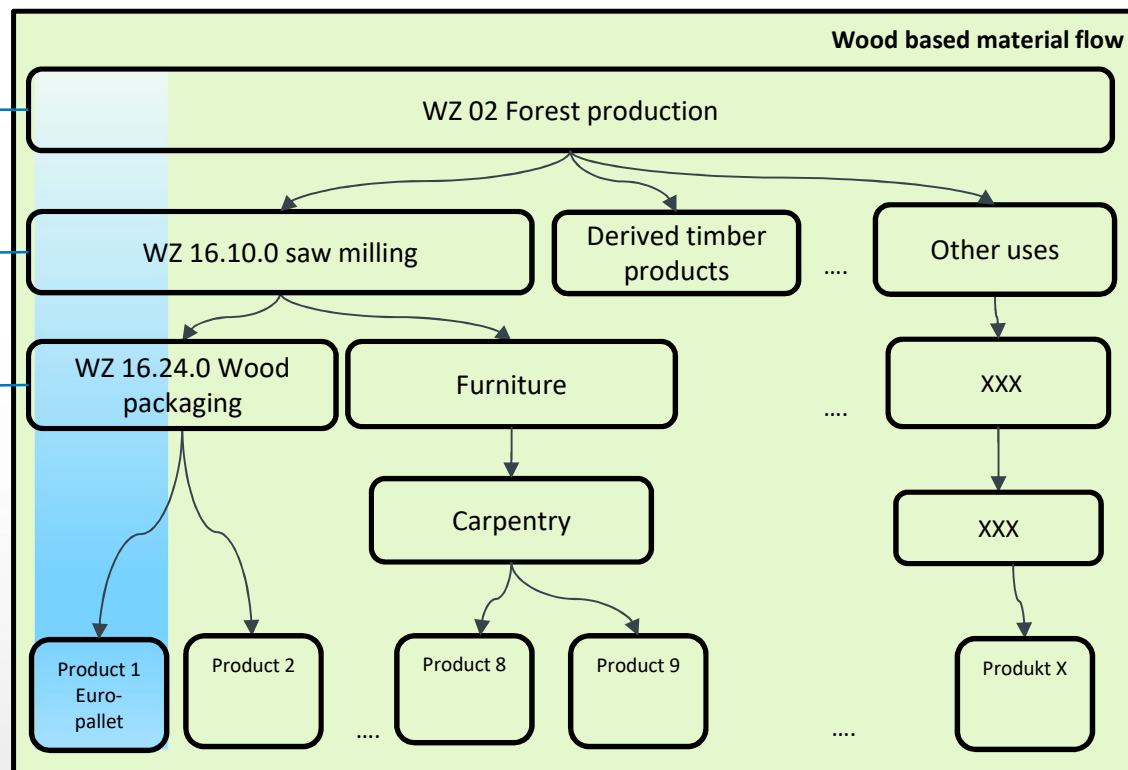 Wood based material flow
WZ 02 Forest production
WZ 16.10.0 saw milling
Derived timber
products
....
Other uses
WZ 16.24.0 Wood
packaging
Furniture
....
XXX
Carpentry
XXX
Product 1
Euro-
pallet
Product 2
....
Product 8
Product 9
....
Produkt X